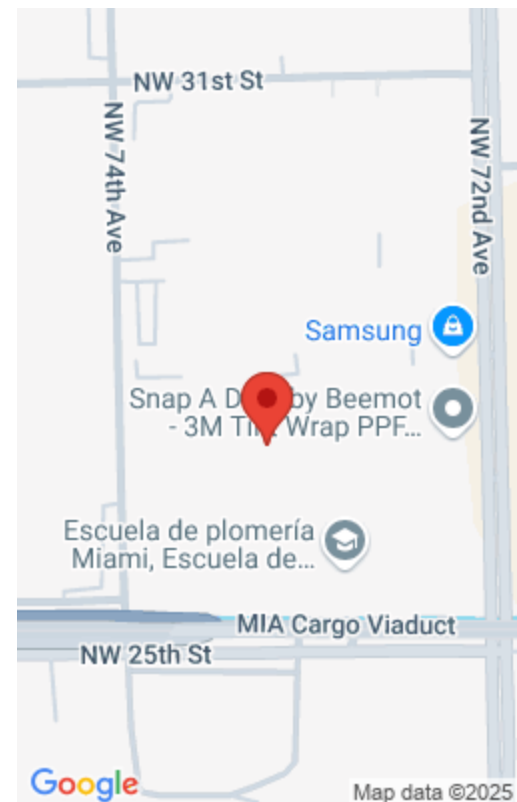 NW 31st St
NW 74th Ave
NW 72nd Ave
Samsung
Snap A D by Beemot
- 3M Ti Wrap PPF...
Escuela de plomería
Miami, Escuela de...
MIA Cargo Viaduct
NW 25th St
Google
Map data ©2025